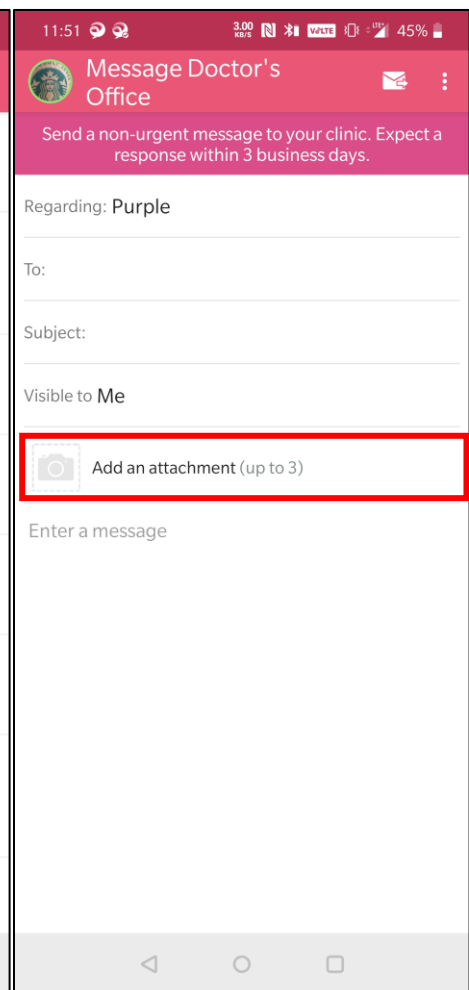 11:51 3.00 KB/S VoLTE LTE+ 45%
Message Doctor's
Office
Send a non-urgent message to your clinic. Expect a
response within 3 business days.
Regarding: Purple
To:
Subject:
Visible to Me
Add an attachment (up to 3)
Enter a message